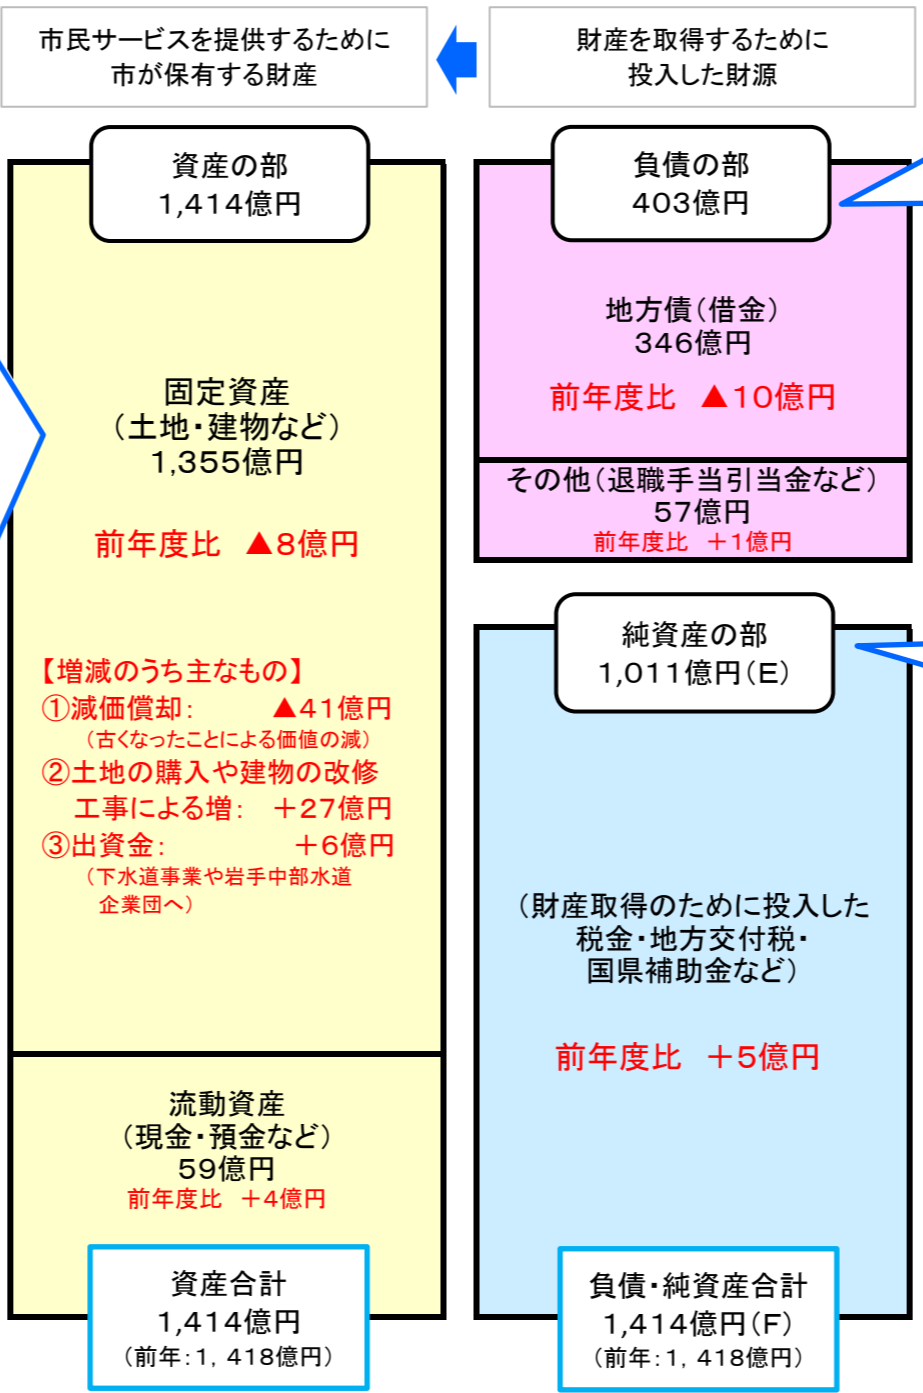 市民サービスを提供するために
市が保有する財産
財産を取得するために
投入した財源
資産の部
1,414億円
固定資産
（土地・建物など）
1,355億円
前年度比　▲8億円
【増減のうち主なもの】
①減価償却：　▲41億円
（古くなったことによる価値の減）
②土地の購入や建物の改修
工事による増：　＋27億円
③出資金：　＋6億円
（下水道事業や岩手中部水道
企業団へ）
流動資産
（現金・預金など）
59億円
前年度比　＋4億円
資産合計
1,414億円
（前年：1，418億円）
負債の部
403億円
地方債（借金）
346億円
前年度比　▲10億円
その他（退職手当引当金など）
57億円
前年度比　＋1億円
純資産の部
1,011億円（E）
（財産取得のために投入した
税金・地方交付税・
国県補助金など）
前年度比　＋5億円
負債・純資産合計
1,414億円（F）
（前年：1，418億円）